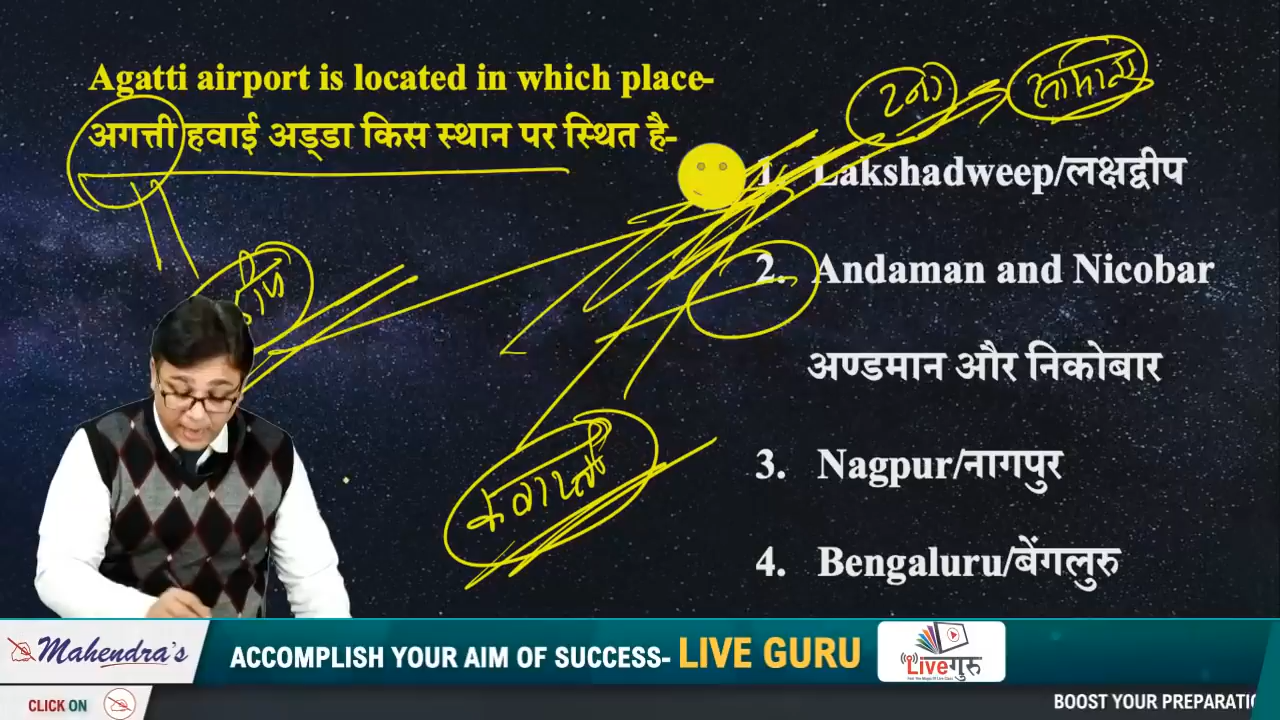 Agatti airport is located in which place-
अगत्ती हवाई अड्डा किस स्थान पर स्थित है-
1. Lakshadweep/लक्षद्वीप
2. Andaman and Nicobar
अण्डमान और निकोबार
3. Nagpur/नागपुर
4. Bengaluru/बेंगलुरु
Mahendra's
ACCOMPLISH YOUR AIM OF SUCCESS- LIVE GURU
Liveगुरु
CLICK ON
BOOST YOUR PREPARATIO